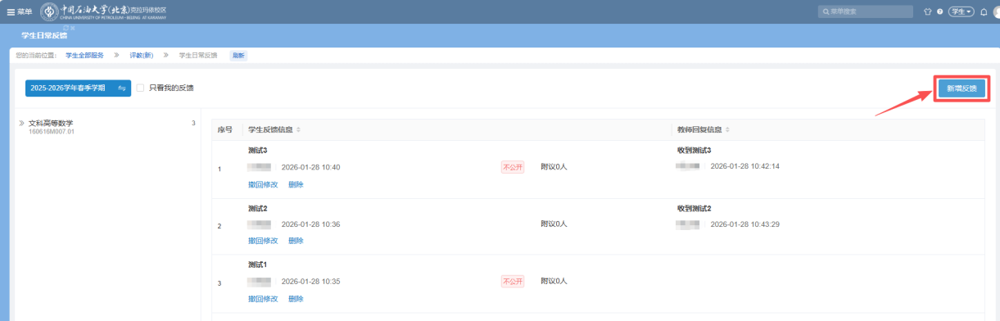 菜单 中国石油大学(北京)克拉玛依校区 菜单搜索 学生
CHINA UNIVERSITY OF PETROLEUM-BEIJING AT KARAMAY
学生日常反馈
您的当前位置: 学生全部服务 » 评教(新) » 学生日常反馈 刷新
2025-2026学年春季学期 只看我的反馈 新增反馈
文科高等数学 3
160616M007.01
序号 学生反馈信息 教师回复信息
测试3 收到测试3
1 2026-01-28 10:40 不公开 附议0人 2026-01-28 10:42:14
撤回修改 删除
测试2 收到测试2
2 2026-01-28 10:36 附议0人 2026-01-28 10:43:29
撤回修改 删除
测试1
3 2026-01-28 10:35 不公开 附议0人
撤回修改 删除